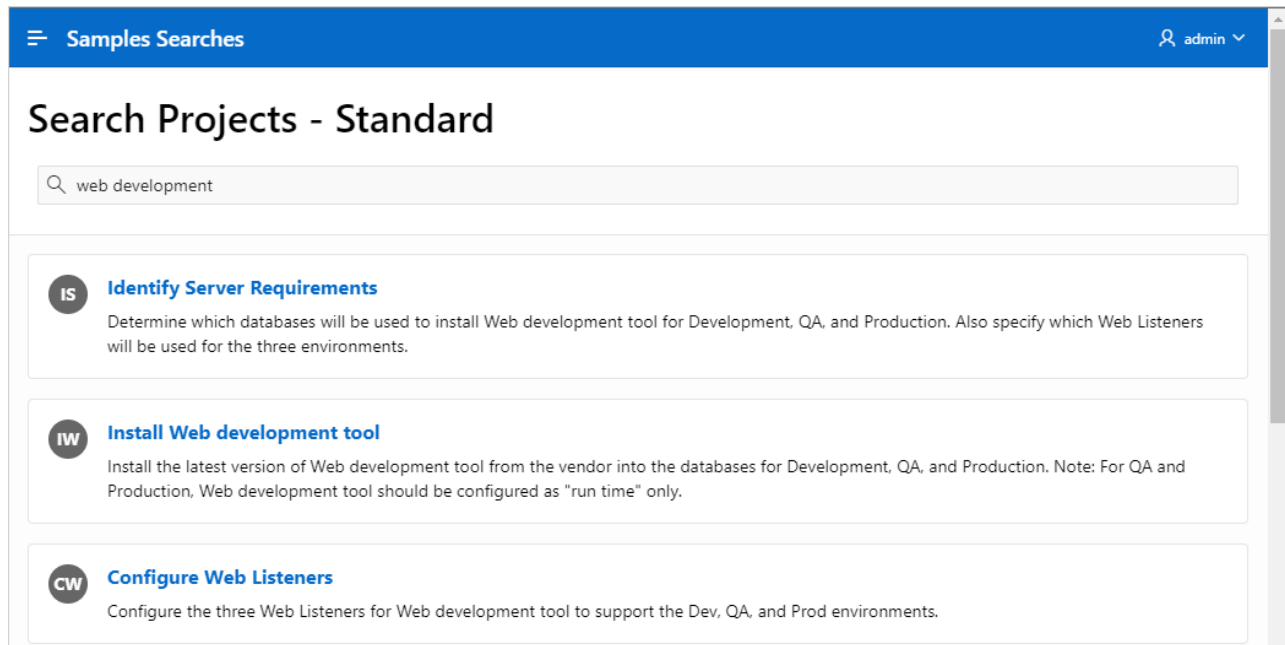 Samples Searches
admin
Search Projects - Standard
web development
IS
Identify Server Requirements
Determine which databases will be used to install Web development tool for Development, QA, and Production. Also specify which Web Listeners
will be used for the three environments.
IW
Install Web development tool
Install the latest version of Web development tool from the vendor into the databases for Development, QA, and Production. Note: For QA and
Production, Web development tool should be configured as "run time" only.
CW
Configure Web Listeners
Configure the three Web Listeners for Web development tool to support the Dev, QA, and Prod environments.